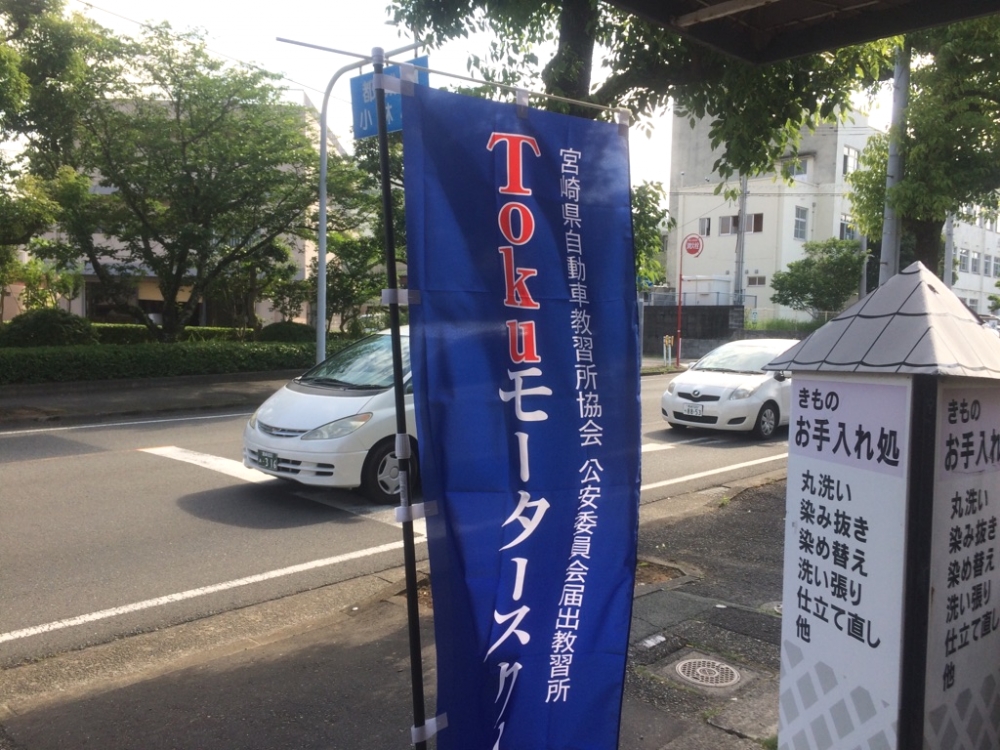 Tokuモータースク
宮崎県自動車教習所協会 公安委員会届出教習所
きもの
お手入れ処
丸洗い
染み抜き
染め替え
洗い張り
仕立て直し
他
きもの
お手入れ
丸洗い
染み抜き
染め替え
洗い張り
仕立て直し
他